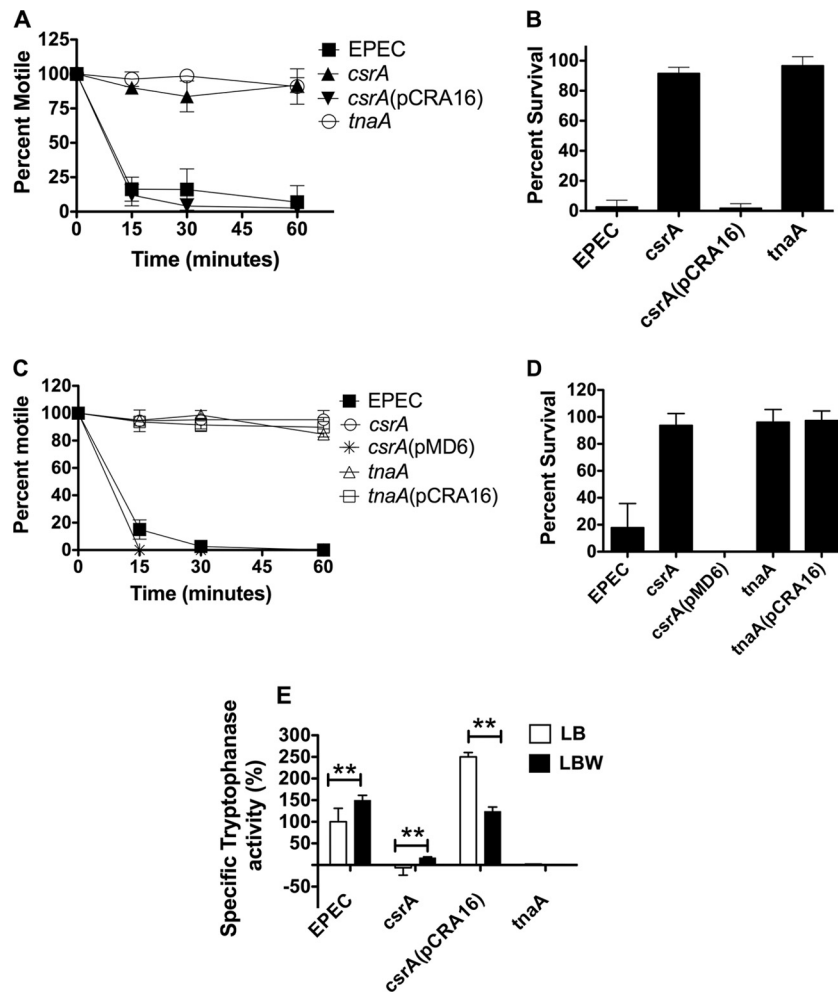 A
Percent Motile
125
100
75
50
25
0
0 15 30 45 60
Time (minutes)
EPEC
csrA
csrA(pCRA16)
tnaA
B
Percent Survival
100
80
60
40
20
0
EPEC
csrA
csrA(pCRA16)
tnaA
C
Percent motile
120
100
80
60
40
20
0
0 15 30 45 60
Time (minutes)
EPEC
csrA
csrA(pMD6)
tnaA
tnaA(pCRA16)
D
Percent Survival
120
100
80
60
40
20
0
EPEC
csrA
csrA(pMD6)
tnaA
tnaA(pCRA16)
E
Specific Tryptophanase
activity (%)
300
250
200
150
100
50
-50
**
**
**
LB
LBW
EPEC
csrA
csrA(pCRA16)
tnaA